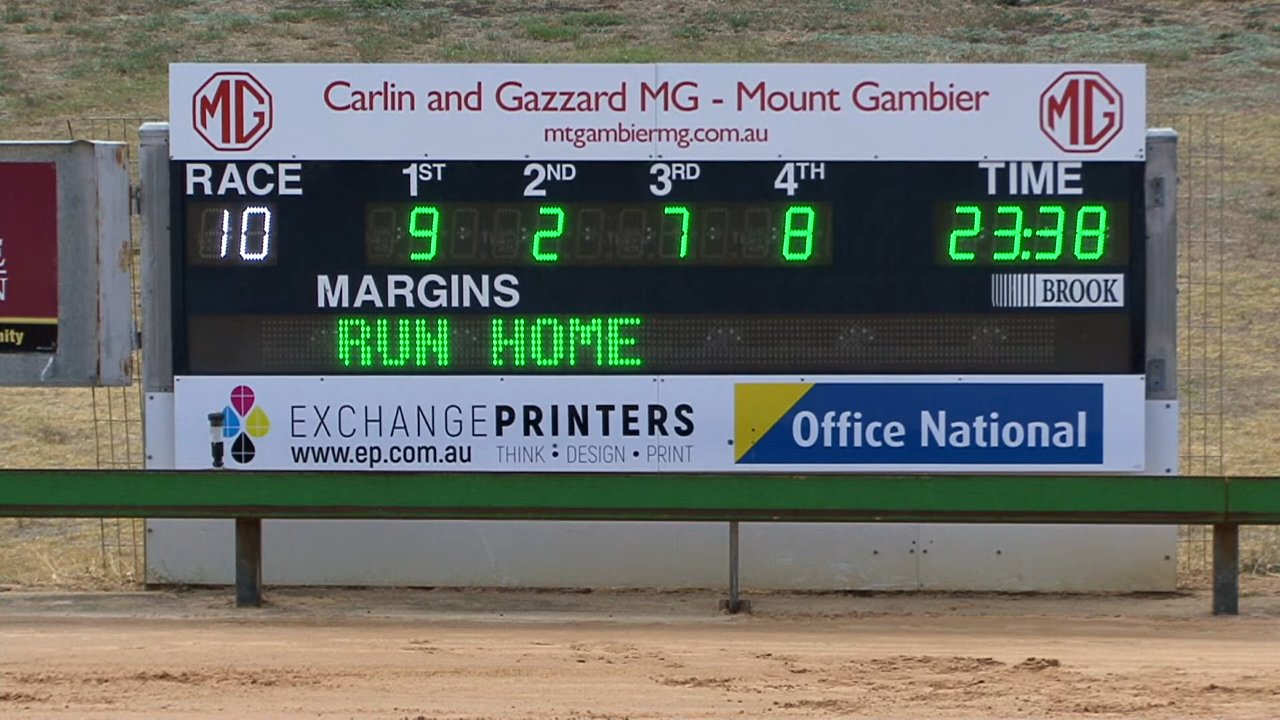 MG Carlin and Gazzard MG - Mount Gambier MG
mtgambiermg.com.au
RACE 1ST 2ND 3RD 4TH TIME
10 9 2 7 8 23:38
MARGINS BROOK
RUN HOME
EXCHANGEPRINTERS Office National
www.ep.com.au THINK : DESIGN • PRINT